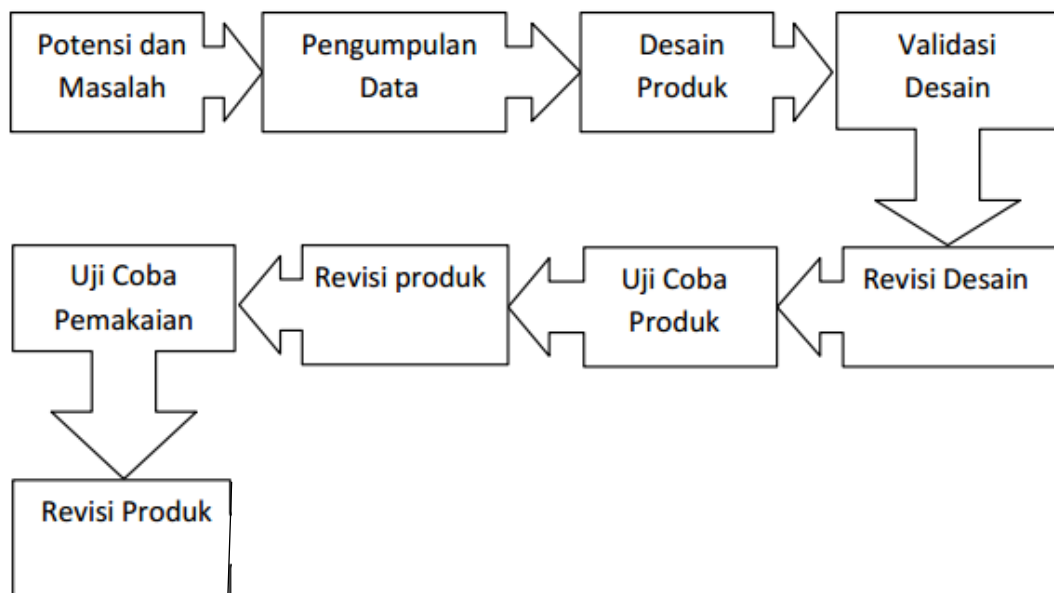 Potensi dan
Masalah
Pengumpulan
Data
Desain
Produk
Validasi
Desain
Revisi Desain
Uji Coba
Produk
Revisi produk
Uji Coba
Pemakaian
Revisi Produk